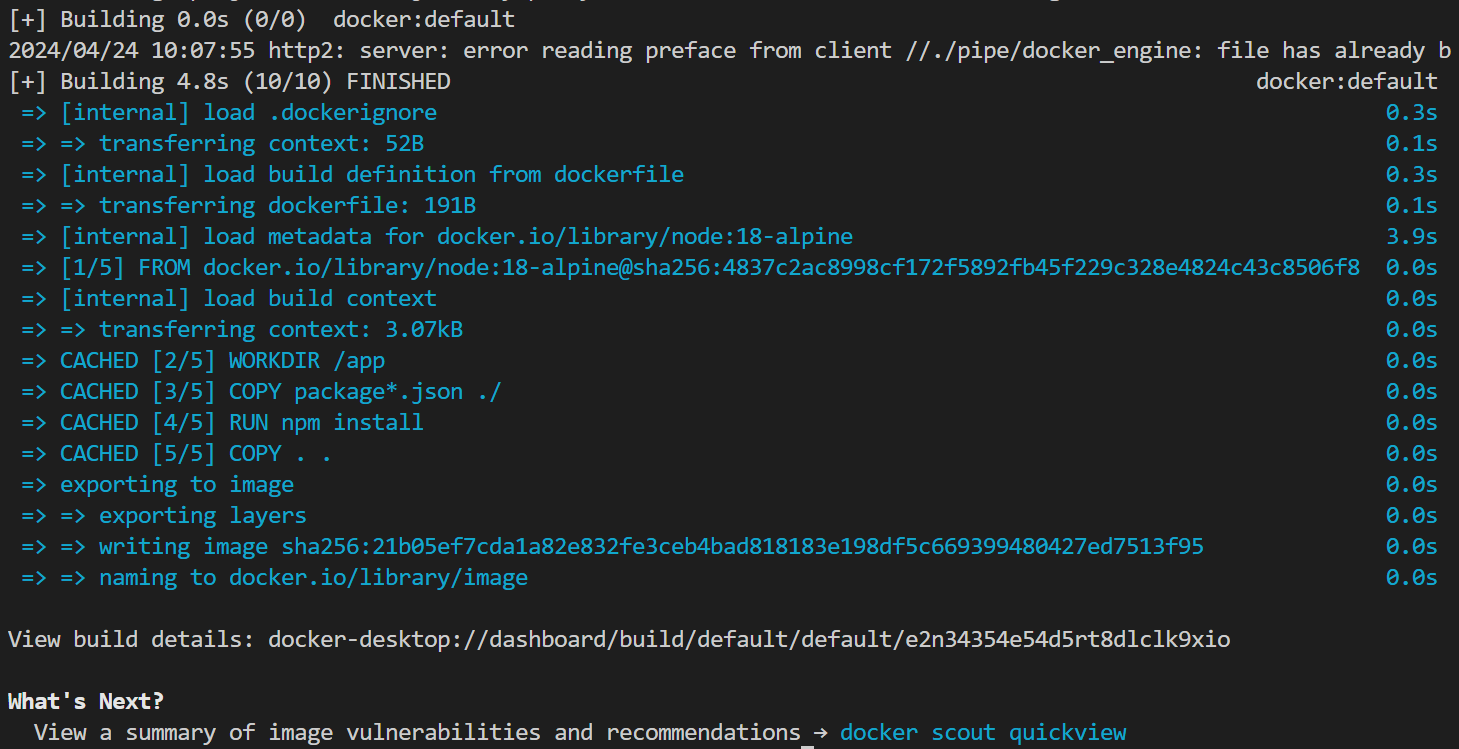 [+] Building 0.0s (0/0)  docker:default
2024/04/24 10:07:55 http2: server: error reading preface from client //./pipe/docker_engine: file has already b
[+] Building 4.8s (10/10) FINISHED docker:default
=> [internal] load .dockerignore 0.3s
=> => transferring context: 52B 0.1s
=> [internal] load build definition from dockerfile 0.3s
=> => transferring dockerfile: 191B 0.1s
=> [internal] load metadata for docker.io/library/node:18-alpine 3.9s
=> [1/5] FROM docker.io/library/node:18-alpine@sha256:4837c2ac8998cf172f5892fb45f229c328e4824c43c8506f8 0.0s
=> [internal] load build context 0.0s
=> => transferring context: 3.07kB 0.0s
=> CACHED [2/5] WORKDIR /app 0.0s
=> CACHED [3/5] COPY package*.json ./ 0.0s
=> CACHED [4/5] RUN npm install 0.0s
=> CACHED [5/5] COPY . . 0.0s
=> exporting to image 0.0s
=> => exporting layers 0.0s
=> => writing image sha256:21b05ef7cda1a82e832fe3ceb4bad818183e198df5c669399480427ed7513f95 0.0s
=> => naming to docker.io/library/image 0.0s
View build details: docker-desktop://dashboard/build/default/default/e2n34354e54d5rt8dlclk9xio
What's Next?
View a summary of image vulnerabilities and recommendations → docker scout quickview